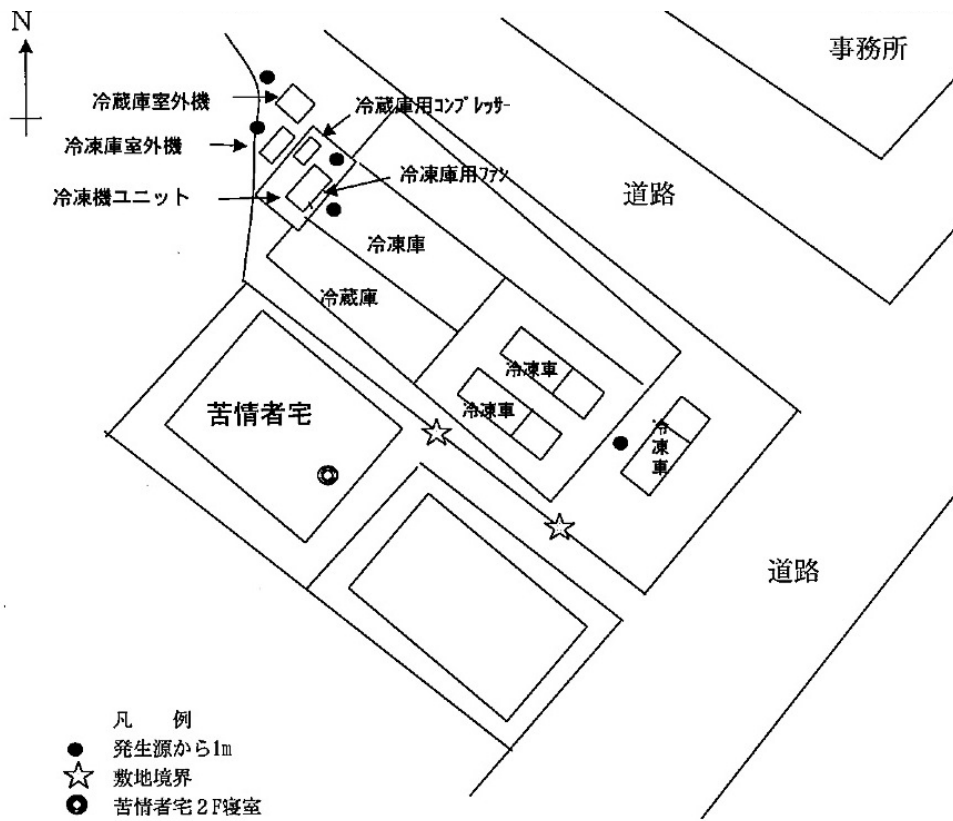 N
事務所
冷蔵庫室外機
冷蔵庫用ｺﾝﾌﾟﾚｯｻｰ
冷凍庫室外機
冷凍庫用ﾌｧﾝ
冷凍機ユニット
道路
冷凍庫
冷蔵庫
冷凍車
冷凍車
苦情者宅
冷凍車
道路
凡　例
発生源から1m
敷地境界
苦情者宅２F寝室